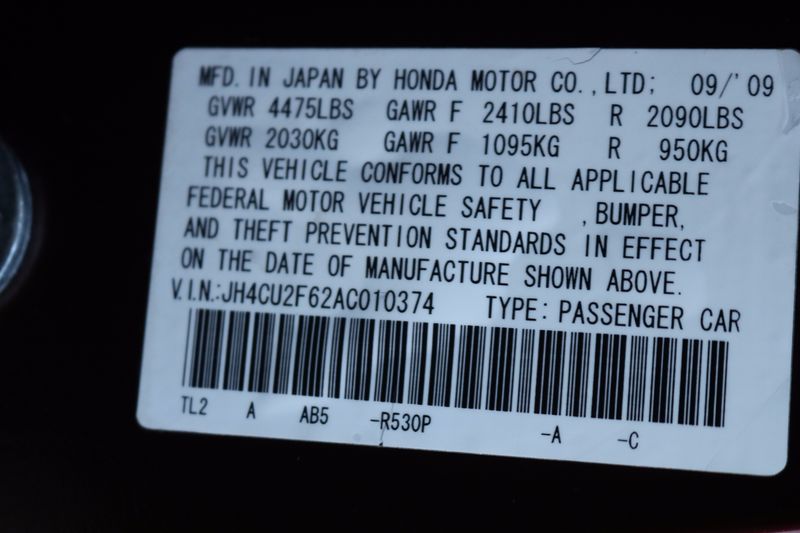 MFD. IN JAPAN BY HONDA MOTOR CO.,LTD; 09/'09
GVWR 4475LBS GAWR F 2410LBS R 2090LBS
GVWR 2030KG GAWR F 1095KG R 950KG
THIS VEHICLE CONFORMS TO ALL APPLICABLE
FEDERAL MOTOR VEHICLE SAFETY ,BUMPER,
AND THEFT PREVENTION STANDARDS IN EFFECT
ON THE DATE OF MANUFACTURE SHOWN ABOVE.
V.I.N.:JH4CU2F62AC010374 TYPE: PASSENGER CAR
TL2 A AB5 -R530P -A -C